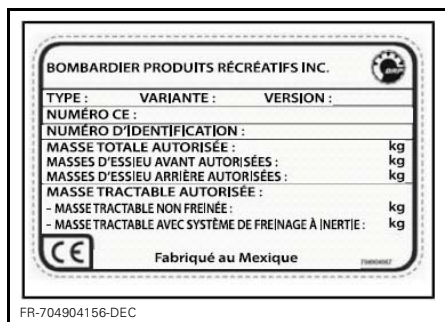 BOMBARDIER PRODUITS RÉCRÉATIFS INC.
TYPE : VARIANTE : VERSION :
NUMÉRO CE :
NUMÉRO D'IDENTIFICATION :
MASSE TOTALE AUTORISÉE : kg
MASSES D'ESSIEU AVANT AUTORISÉES : kg
MASSES D'ESSIEU ARRIÈRE AUTORISÉES : kg
MASSE TRACTABLE AUTORISÉE :
- MASSE TRACTABLE NON FREINÉE : kg
- MASSE TRACTABLE AVEC SYSTÈME DE FREINAGE À INERTIE : kg
CE Fabriqué au Mexique
FR-704904156-DEC